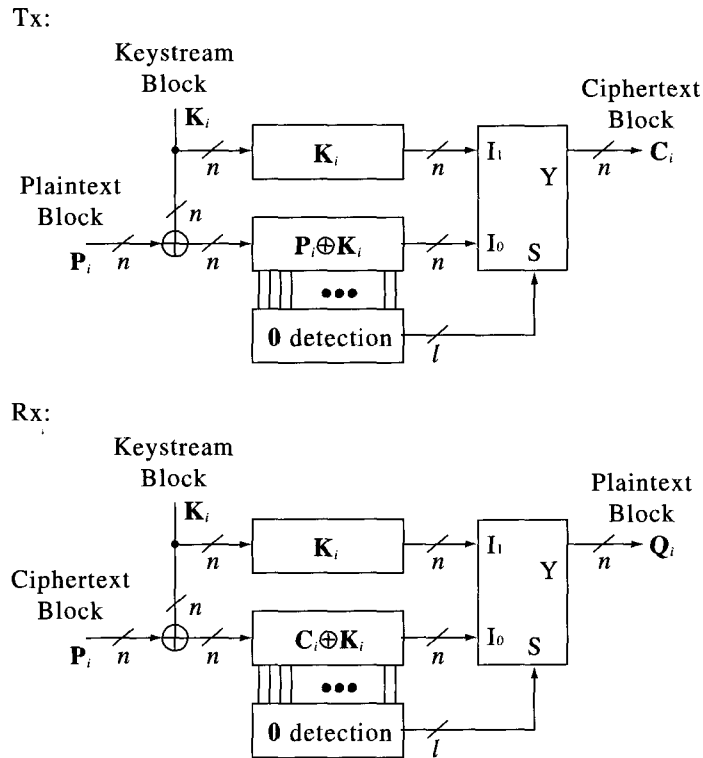 Tx:
Keystream
Block
K_i
n
K_i
n
I_1
Y
Ciphertext
Block
n
C_i
Plaintext
Block
n
P_i
n
n
P_i⊕K_i
n
I_0
S
•••
0 detection
l
Rx:
Keystream
Block
K_i
n
K_i
n
I_1
Y
Plaintext
Block
n
Q_i
Ciphertext
Block
n
P_i
n
n
C_i⊕K_i
n
I_0
S
•••
0 detection
l